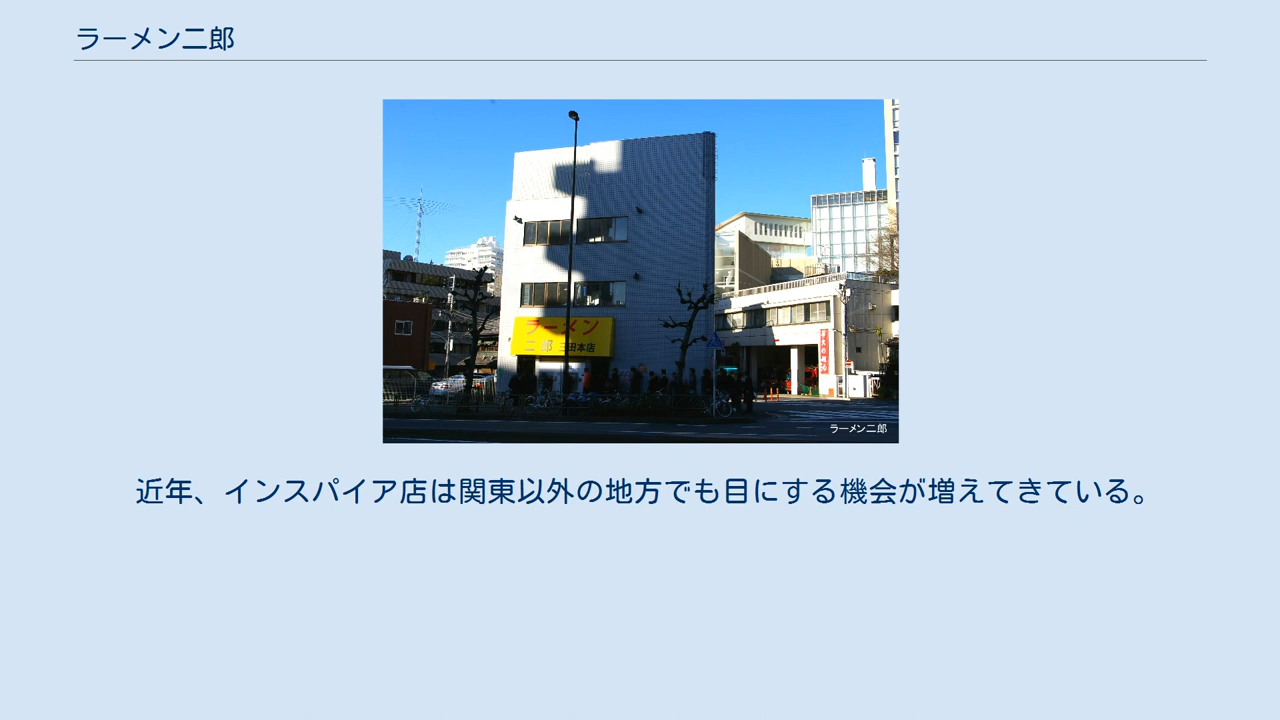 ラーメン二郎
ラーメン
二郎 三田本店
ラーメン二郎
近年、インスパイア店は関東以外の地方でも目にする機会が増えてきている。